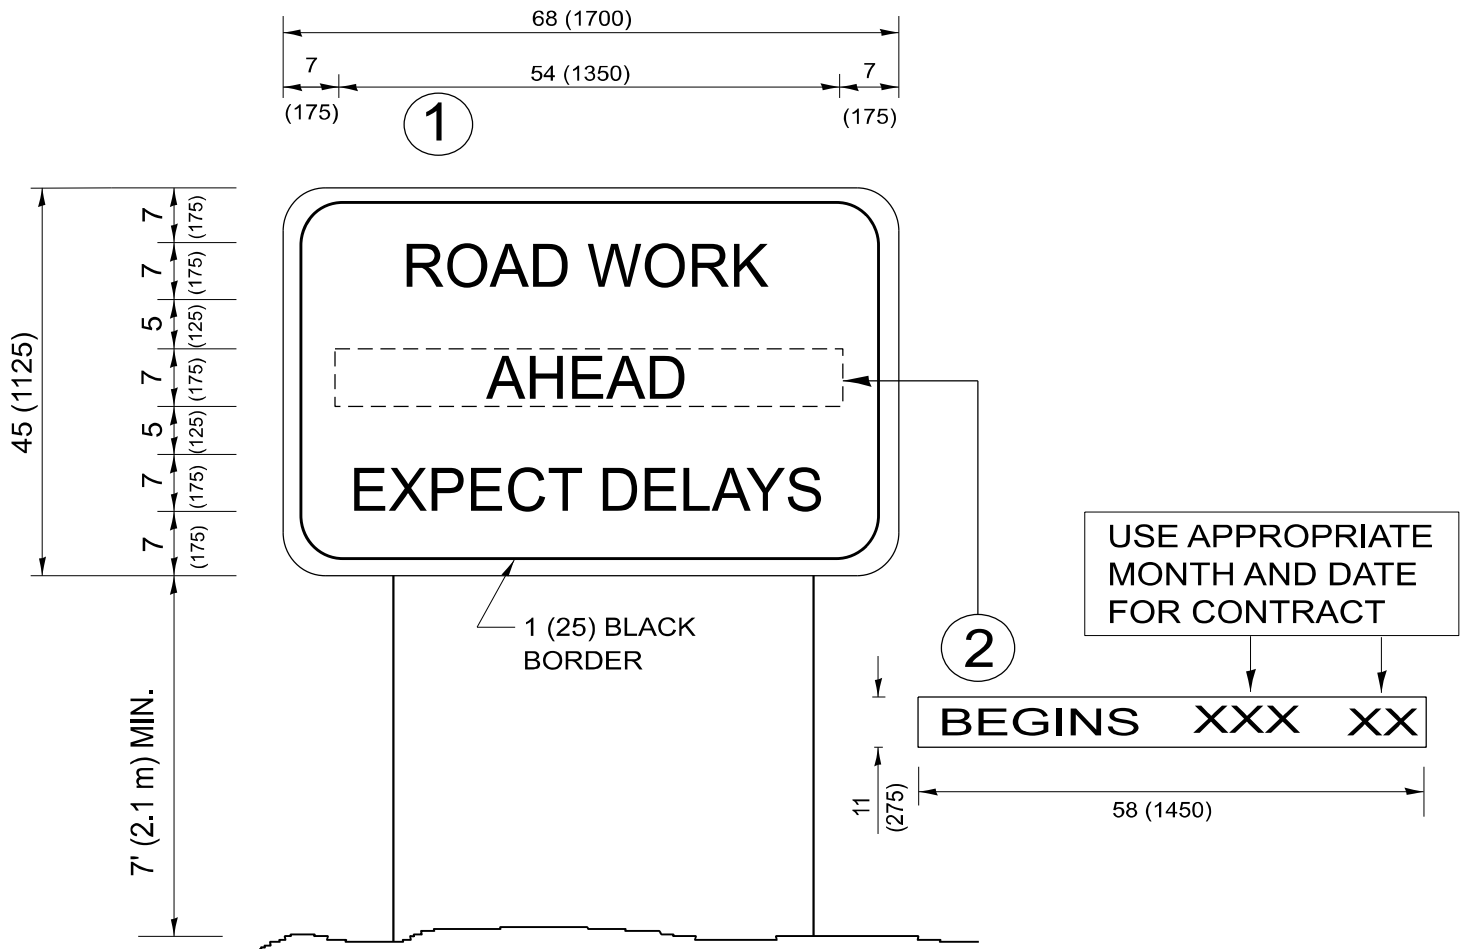 68 (1700)
7
54 (1350)
7
(175)
(175)
1
7
(175)
7
(175)
5
(125)
7
(175)
5
(125)
7
(175)
7
(175)
45 (1125)
ROAD WORK
AHEAD
EXPECT DELAYS
1 (25) BLACK
BORDER
7' (2.1 m) MIN.
2
USE APPROPRIATE
MONTH AND DATE
FOR CONTRACT
BEGINS XXX XX
11
(275)
58 (1450)